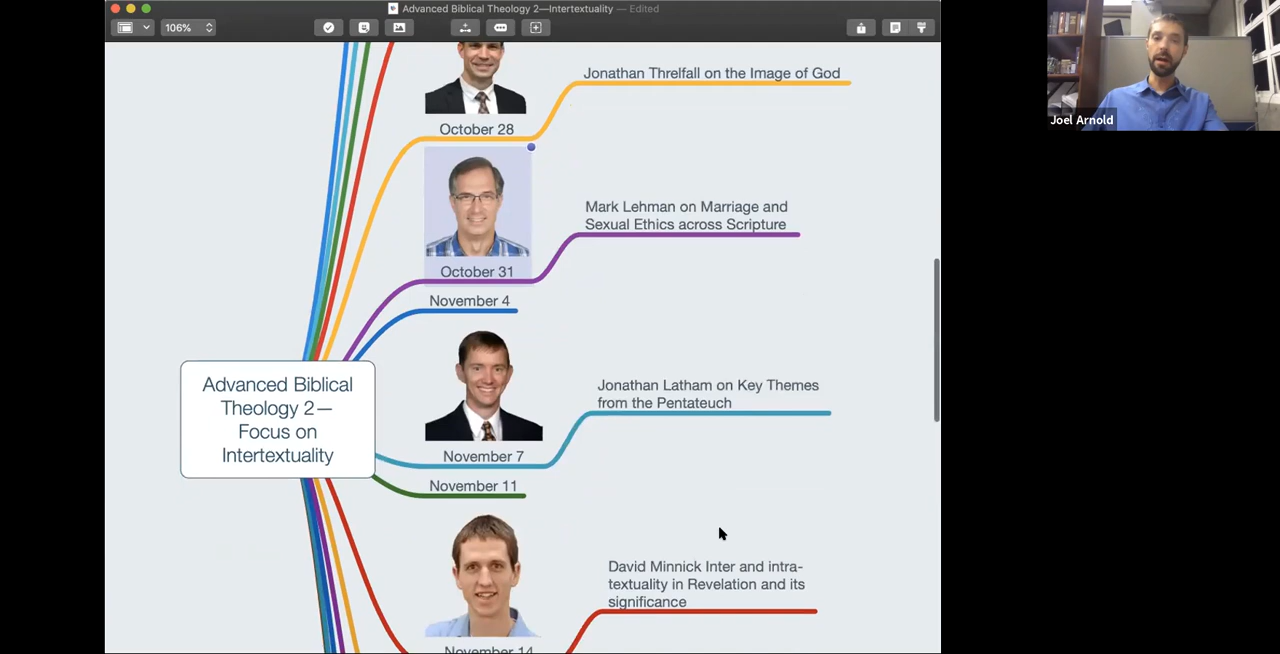 Advanced Biblical Theology 2—Intertextuality — Edited
106%
Jonathan Threlfall on the Image of God
October 28
Mark Lehman on Marriage and
Sexual Ethics across Scripture
October 31
November 4
Jonathan Latham on Key Themes
from the Pentateuch
November 7
November 11
David Minnick Inter and intra-
textuality in Revelation and its
significance
November 14
Advanced Biblical
Theology 2—
Focus on
Intertextuality
Joel Arnold